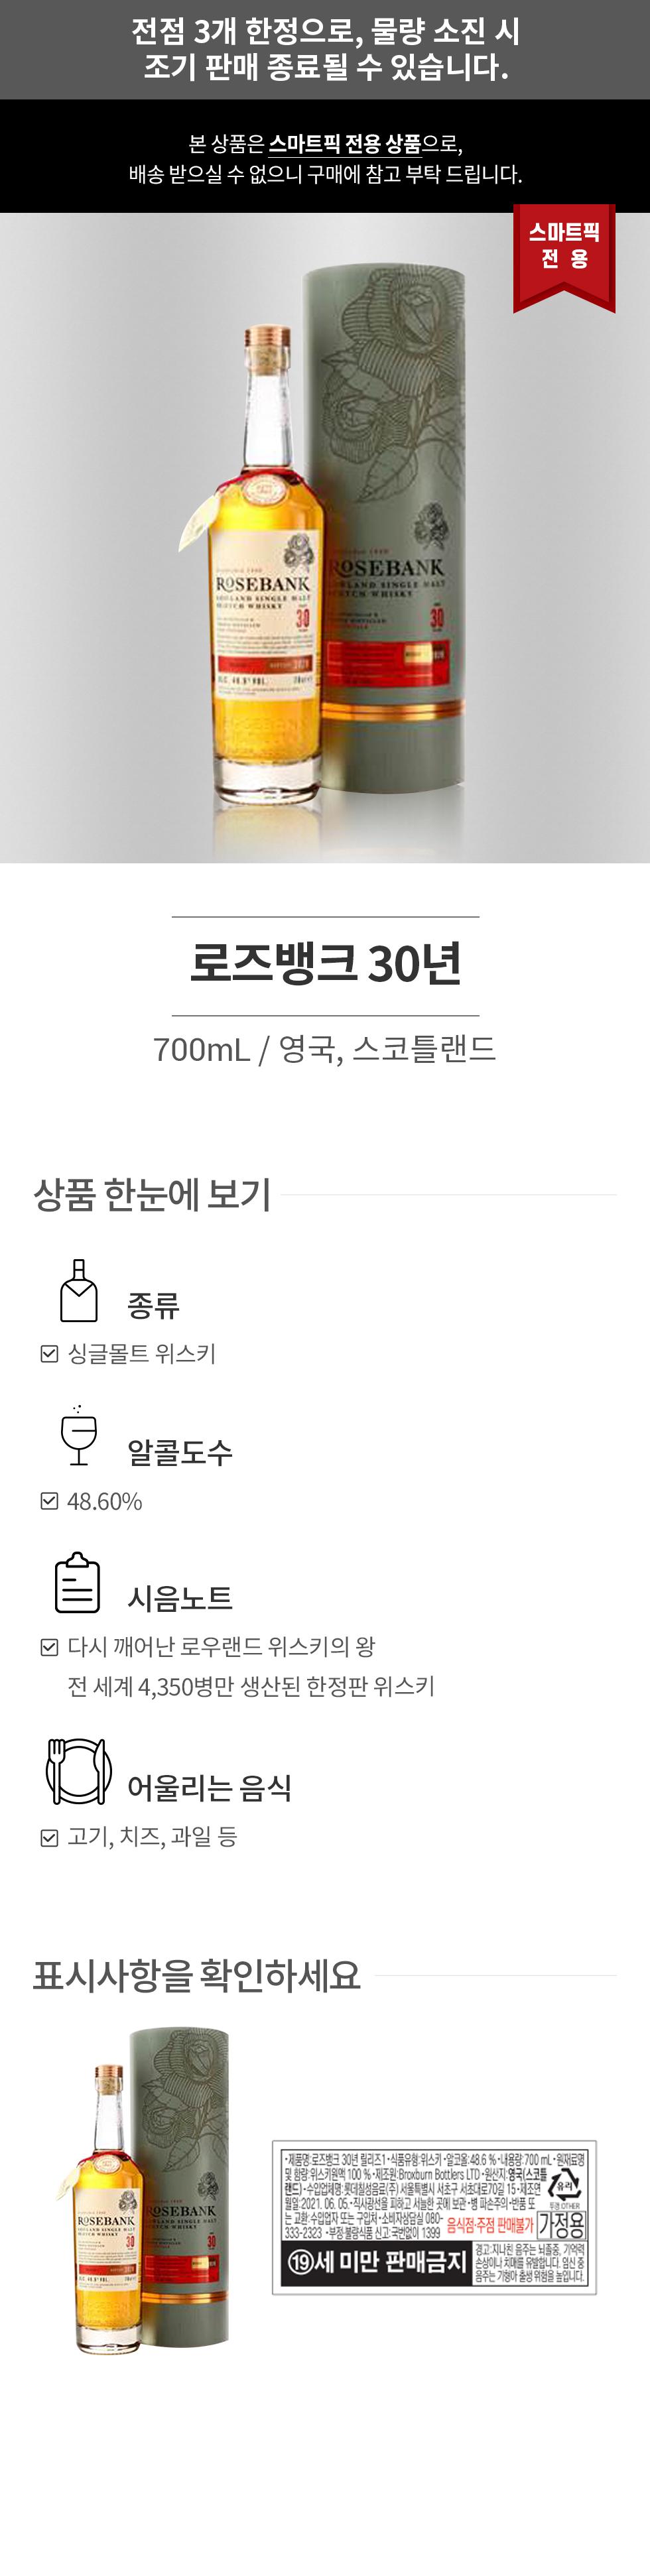 전점 3개 한정으로, 물량 소진 시
조기 판매 종료될 수 있습니다.
본 상품은 스마트픽 전용 상품으로,
배송 받으실 수 없으니 구매에 참고 부탁 드립니다.
스마트픽
전 용
ROSEBANK
LOWLAND SINGLE MALT
SCOTCH WHISKY
30
ROSEBANK
LOWLAND SINGLE MALT
SCOTCH WHISKY
30
로즈뱅크 30년
700mL / 영국, 스코틀랜드
상품 한눈에 보기
종류
싱글몰트 위스키
알콜도수
48.60%
시음노트
다시 깨어난 로우랜드 위스키의 왕
전 세계 4,350병만 생산된 한정판 위스키
어울리는 음식
고기, 치즈, 과일 등
표시사항을 확인하세요
ROSEBANK
30
ROSEBANK
30
•제품명:로즈뱅크 30년 릴리즈1•식품유형:위스키•알코올:48.6 %•내용량:700 mL•원재료명
및 함량:위스키원액 100 %•제조원:Broxburn Bottlers LTD•원산지:영국(스코틀
랜드)•수입업체명:롯데칠성음료(주) 서울특별시 서초구 서초대로70길 15•제조연
월일:2021. 06. 05.•직사광선을 피하고 서늘한 곳에 보관•병 파손주의•반품 또
는 교환:수입업자 또는 구입처•소비자상담실 080-
333-2323 •부정·불량식품 신고:국번없이 1399
유리
뚜껑:OTHER
음식점·주점 판매불가
가정용
19세 미만 판매금지
경고:지나친 음주는 뇌졸중, 기억력
손상이나 치매를 유발합니다. 임신 중
음주는 기형아 출생 위험을 높입니다.